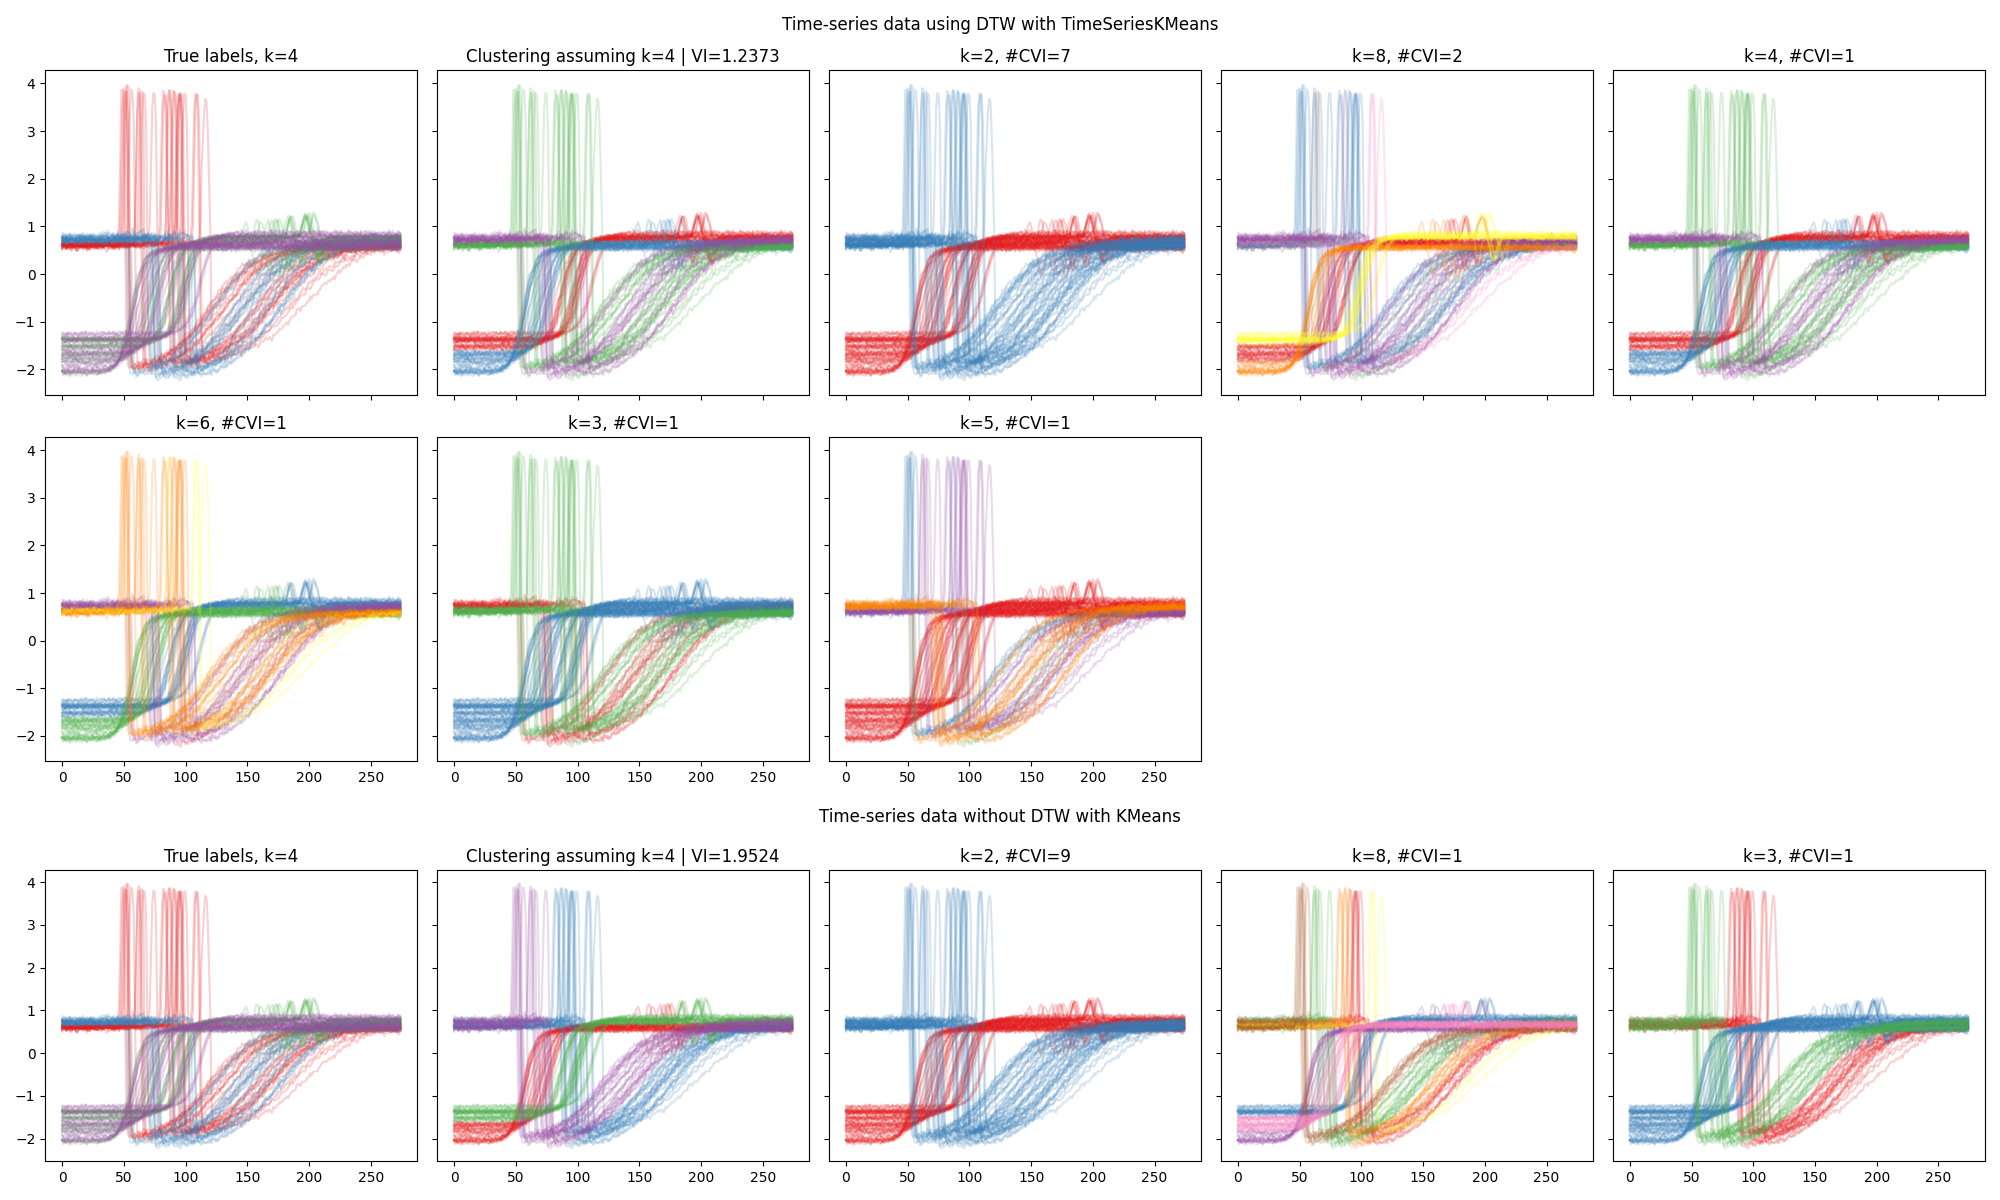 Time-series data using DTW with TimeSeriesKMeans
True labels, k=4
Clustering assuming k=4 | VI=1.2373
k=2, #CVI=7
k=8, #CVI=2
k=4, #CVI=1
4
3
2
1
0
−1
−2
k=6, #CVI=1
k=3, #CVI=1
k=5, #CVI=1
4
3
2
1
0
−1
−2
0 50 100 150 200 250
0 50 100 150 200 250
0 50 100 150 200 250
Time-series data without DTW with KMeans
True labels, k=4
Clustering assuming k=4 | VI=1.9524
k=2, #CVI=9
k=8, #CVI=1
k=3, #CVI=1
4
3
2
1
0
−1
−2
0 50 100 150 200 250
0 50 100 150 200 250
0 50 100 150 200 250
0 50 100 150 200 250
0 50 100 150 200 250